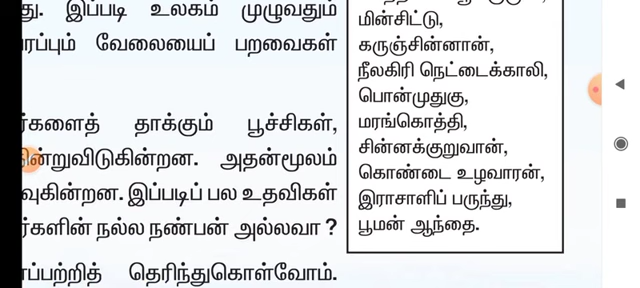 து. இப்படி உலகம் முழுவதும்
ரப்பும் வேலையைப் பறவைகள்
ர்களைத் தாக்கும் பூச்சிகள்,
கின்றுவிடுகின்றன. அதன்மூலம்
வுகின்றன. இப்படிப் பல உதவிகள்
ர்களின் நல்ல நண்பன் அல்லவா ?
ளப்பற்றித் தெரிந்துகொள்வோம்.
மின்சிட்டு,
கருஞ்சின்னான்,
நீலகிரி நெட்டைக்காலி,
பொன்முதுகு,
மரங்கொத்தி,
சின்னக்குறுவான்,
கொண்டை உழவாரன்,
இராசாளிப் பருந்து,
பூமன் ஆந்தை.